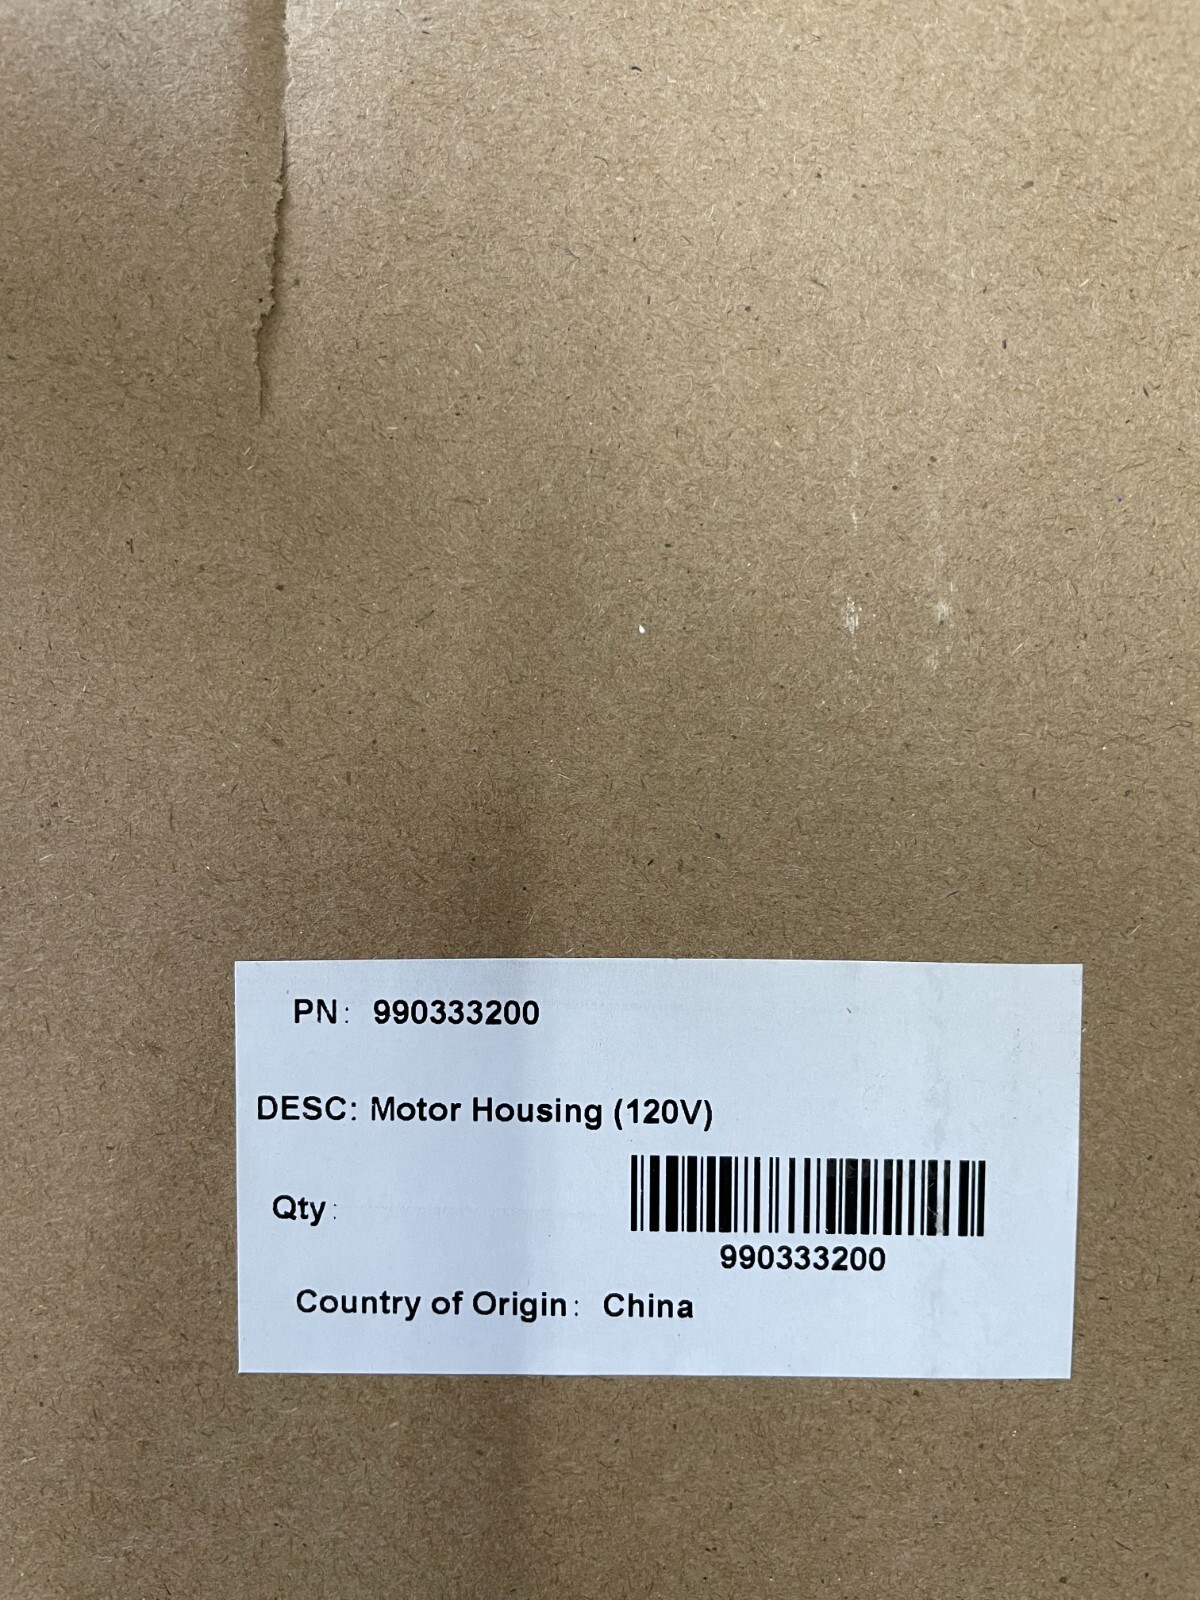 PN: 990333200
DESC: Motor Housing (120V)
Qty:
990333200
Country of Origin: China